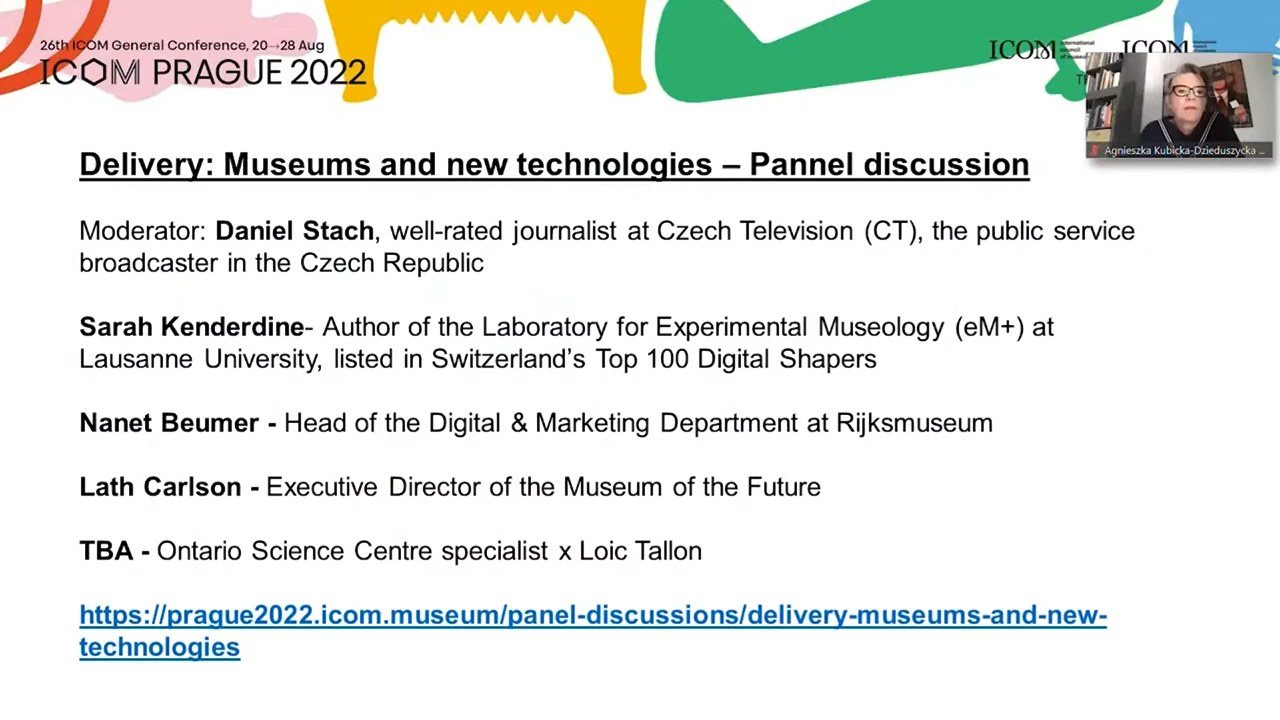 26th ICOM General Conference, 20→28 Aug
ICOM PRAGUE 2022
ICOM international council of museums
ICOM
Agnieszka Kubicka-Dzieduszycka ...
Delivery: Museums and new technologies – Pannel discussion
Moderator: Daniel Stach, well-rated journalist at Czech Television (CT), the public service
broadcaster in the Czech Republic
Sarah Kenderdine- Author of the Laboratory for Experimental Museology (eM+) at
Lausanne University, listed in Switzerland’s Top 100 Digital Shapers
Nanet Beumer - Head of the Digital & Marketing Department at Rijksmuseum
Lath Carlson - Executive Director of the Museum of the Future
TBA - Ontario Science Centre specialist x Loic Tallon
https://prague2022.icom.museum/panel-discussions/delivery-museums-and-new-
technologies